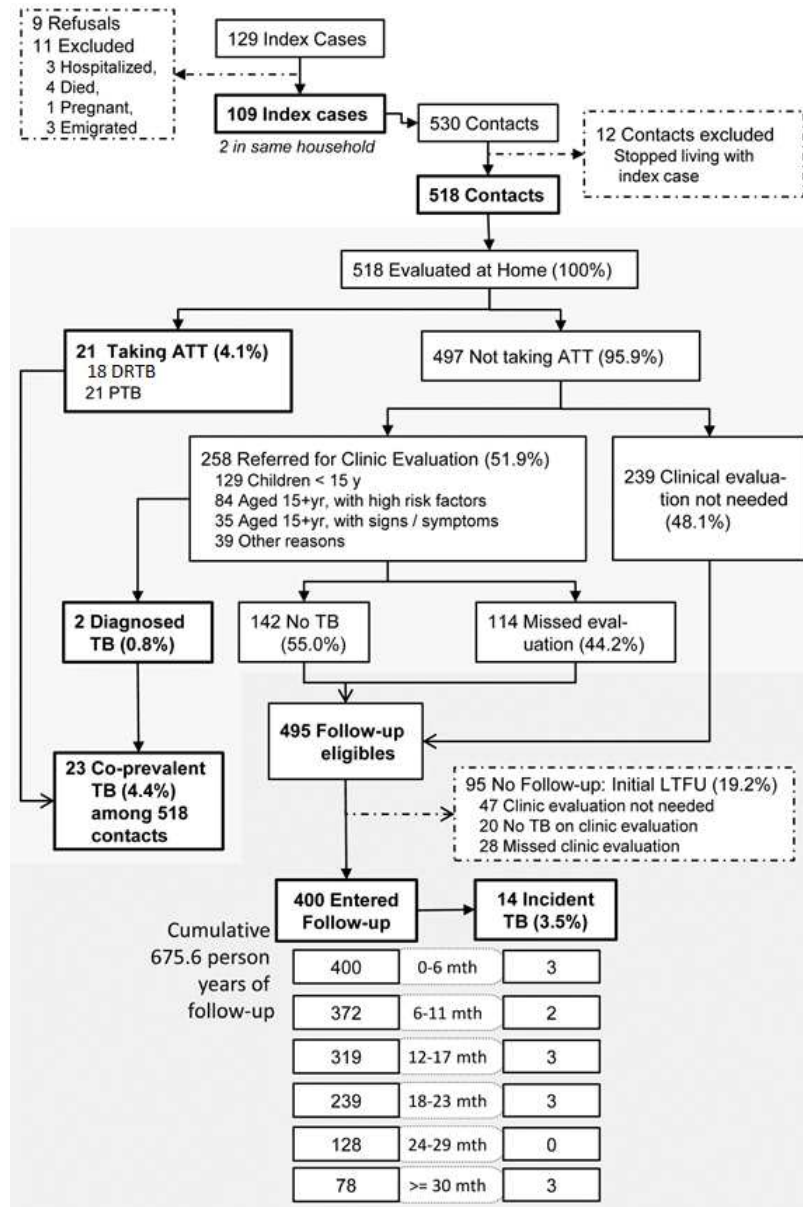 9 Refusals
11 Excluded
3 Hospitalized,
4 Died,
1 Pregnant,
3 Emigrated
129 Index Cases
109 Index cases
2 in same household
530 Contacts
12 Contacts excluded
Stopped living with
index case
518 Contacts
518 Evaluated at Home (100%)
21 Taking ATT (4.1%)
18 DRTB
21 PTB
497 Not taking ATT (95.9%)
258 Referred for Clinic Evaluation (51.9%)
129 Children < 15 y
84 Aged 15+yr, with high risk factors
35 Aged 15+yr, with signs / symptoms
39 Other reasons
239 Clinical evalua-
tion not needed
(48.1%)
2 Diagnosed
TB (0.8%)
142 No TB
(55.0%)
114 Missed eval-
uation (44.2%)
495 Follow-up
eligibles
23 Co-prevalent
TB (4.4%)
among 518
contacts
95 No Follow-up: Initial LTFU (19.2%)
47 Clinic evaluation not needed
20 No TB on clinic evaluation
28 Missed clinic evaluation
400 Entered
Follow-up
14 Incident
TB (3.5%)
Cumulative
675.6 person
years of
follow-up
400 0-6 mth 3
372 6-11 mth 2
319 12-17 mth 3
239 18-23 mth 3
128 24-29 mth 0
78 >= 30 mth 3